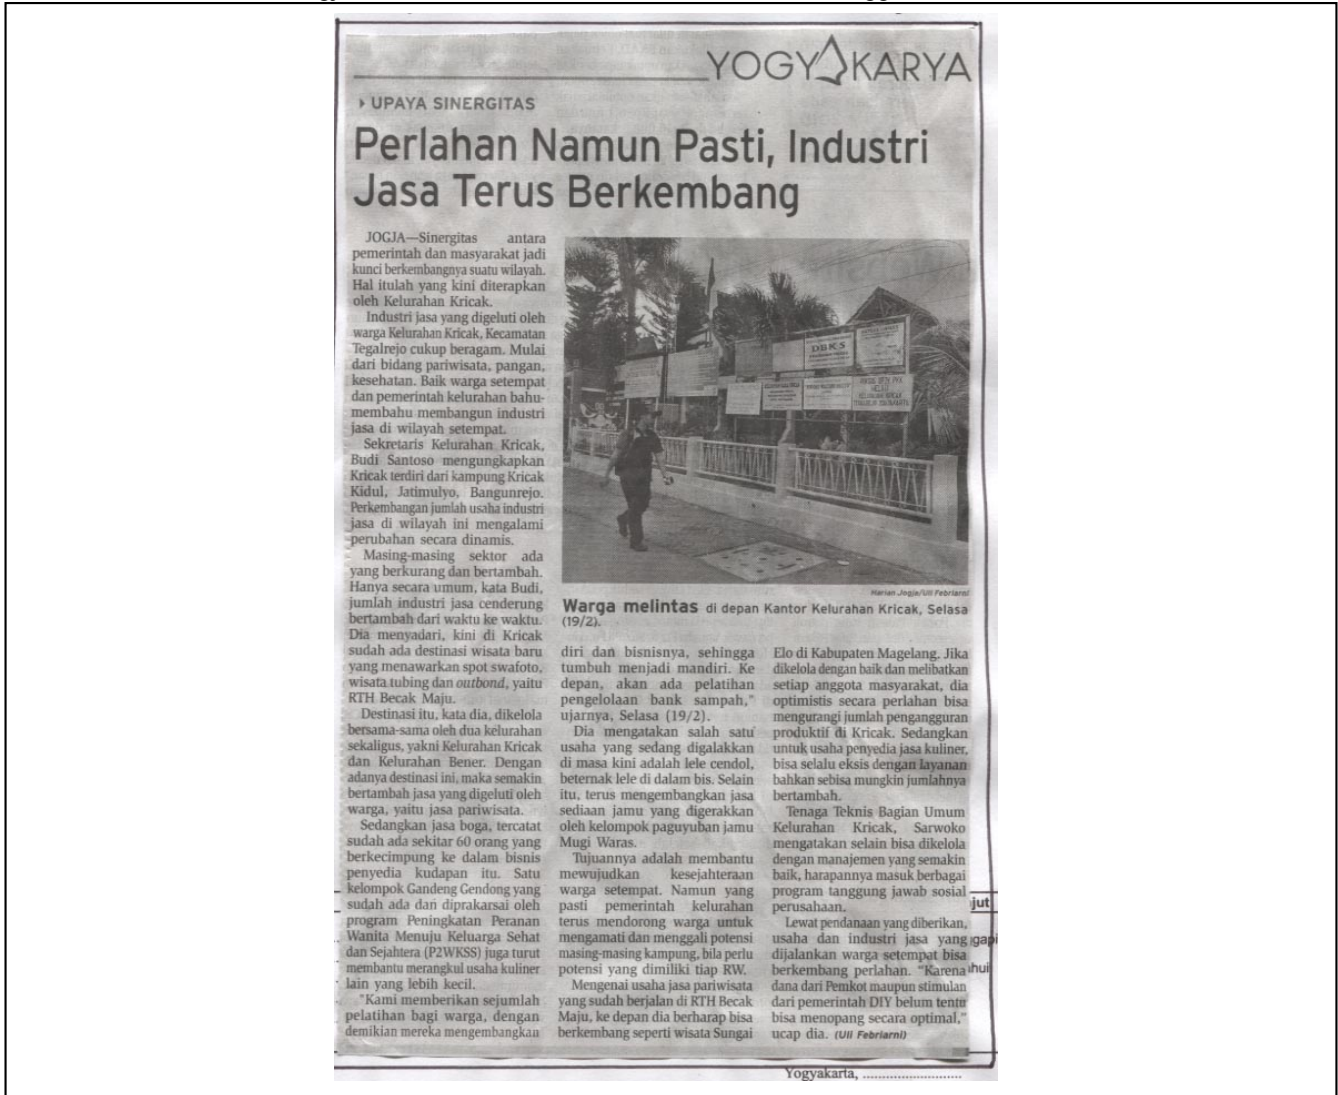 YOGYAKARYA
UPAYA SINERGITAS
Perlahan Namun Pasti, Industri
Jasa Terus Berkembang
JOGJA—Sinergitas antara
pemerintah dan masyarakat jadi
kunci berkembangnya suatu wilayah.
Hal itulah yang kini diterapkan
oleh Kelurahan Kricak.
Industri jasa yang digeluti oleh
warga Kelurahan Kricak, Kecamatan
Tegalrejo cukup beragam. Mulai
dari bidang pariwisata, pangan,
kesehatan. Baik warga setempat
dan pemerintah kelurahan bahu-
membahu membangun industri
jasa di wilayah setempat.
Sekretaris Kelurahan Kricak,
Budi Santoso mengungkapkan
Kricak terdiri dari kampung Kricak
Kidul, Jatimulyo, Bangunrejo.
Perkembangan jumlah usaha industri
jasa di wilayah ini mengalami
perubahan secara dinamis.
Masing-masing sektor ada
yang berkurang dan bertambah.
Hanya secara umum, kata Budi,
jumlah industri jasa cenderung
bertambah dari waktu ke waktu.
Dia menyadari, kini di Kricak
sudah ada destinasi wisata baru
yang menawarkan spot swafoto,
wisata tubing dan outbond, yaitu
RTH Becak Maju.
Destinasi itu, kata dia, dikelola
bersama-sama oleh dua kelurahan
sekaligus, yakni Kelurahan Kricak
dan Kelurahan Bener. Dengan
adanya destinasi ini, maka semakin
bertambah jasa yang digeluti oleh
warga, yaitu jasa pariwisata.
Sedangkan jasa boga, tercatat
sudah ada sekitar 60 orang yang
berkecimpung ke dalam bisnis
penyedia kudapan itu. Satu
kelompok Gandeng Gendong yang
sudah ada dan diprakarsai oleh
program Peningkatan Peranan
Wanita Menuju Keluarga Sehat
dan Sejahtera (P2WKSS) juga turut
membantu merangkul usaha kuliner
lain yang lebih kecil.
"Kami memberikan sejumlah
pelatihan bagi warga, dengan
demikian mereka mengembangkan
DBKS
Harian Jogja/Uli Febriarni
Warga melintas di depan Kantor Kelurahan Kricak, Selasa
(19/2).
diri dan bisnisnya, sehingga
tumbuh menjadi mandiri. Ke
depan, akan ada pelatihan
pengelolaan bank sampah,"
ujarnya, Selasa (19/2).
Dia mengatakan salah satu
usaha yang sedang digalakkan
di masa kini adalah lele cendol,
beternak lele di dalam bis. Selain
itu, terus mengembangkan jasa
sediaan jamu yang digerakkan
oleh kelompok paguyuban jamu
Mugi Waras.
Tujuannya adalah membantu
mewujudkan kesejahteraan
warga setempat. Namun yang
pasti pemerintah kelurahan
terus mendorong warga untuk
mengamati dan menggali potensi
masing-masing kampung, bila perlu
potensi yang dimiliki tiap RW.
Mengenai usaha jasa pariwisata
yang sudah berjalan di RTH Becak
Maju, ke depan dia berharap bisa
berkembang seperti wisata Sungai
Elo di Kabupaten Magelang. Jika
dikelola dengan baik dan melibatkan
setiap anggota masyarakat, dia
optimistis secara perlahan bisa
mengurangi jumlah pengangguran
produktif di Kricak. Sedangkan
untuk usaha penyedia jasa kuliner,
bisa selalu eksis dengan layanan
bahkan sebisa mungkin jumlahnya
bertambah.
Tenaga Teknis Bagian Umum
Kelurahan Kricak, Sarwoko
mengatakan selain bisa dikelola
dengan manajemen yang semakin
baik, harapannya masuk berbagai
program tanggung jawab sosial
perusahaan.
Lewat pendanaan yang diberikan,
usaha dan industri jasa yang
dijalankan warga setempat bisa
berkembang perlahan. "Karena
dana dari Pemkot maupun stimulan
dari pemerintah DIY belum tentu
bisa menopang secara optimal,"
ucap dia. (Uli Febriarni)
Yogyakarta, ..........................